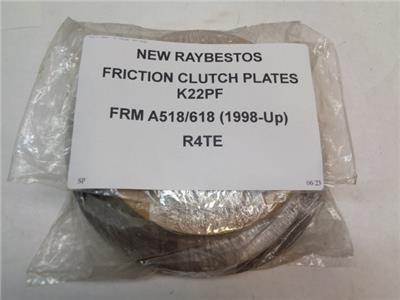 NEW RAYBESTOS
FRICTION CLUTCH PLATES
K22PF
FRM A518/618 (1998-Up)
R4TE
SP 06/23